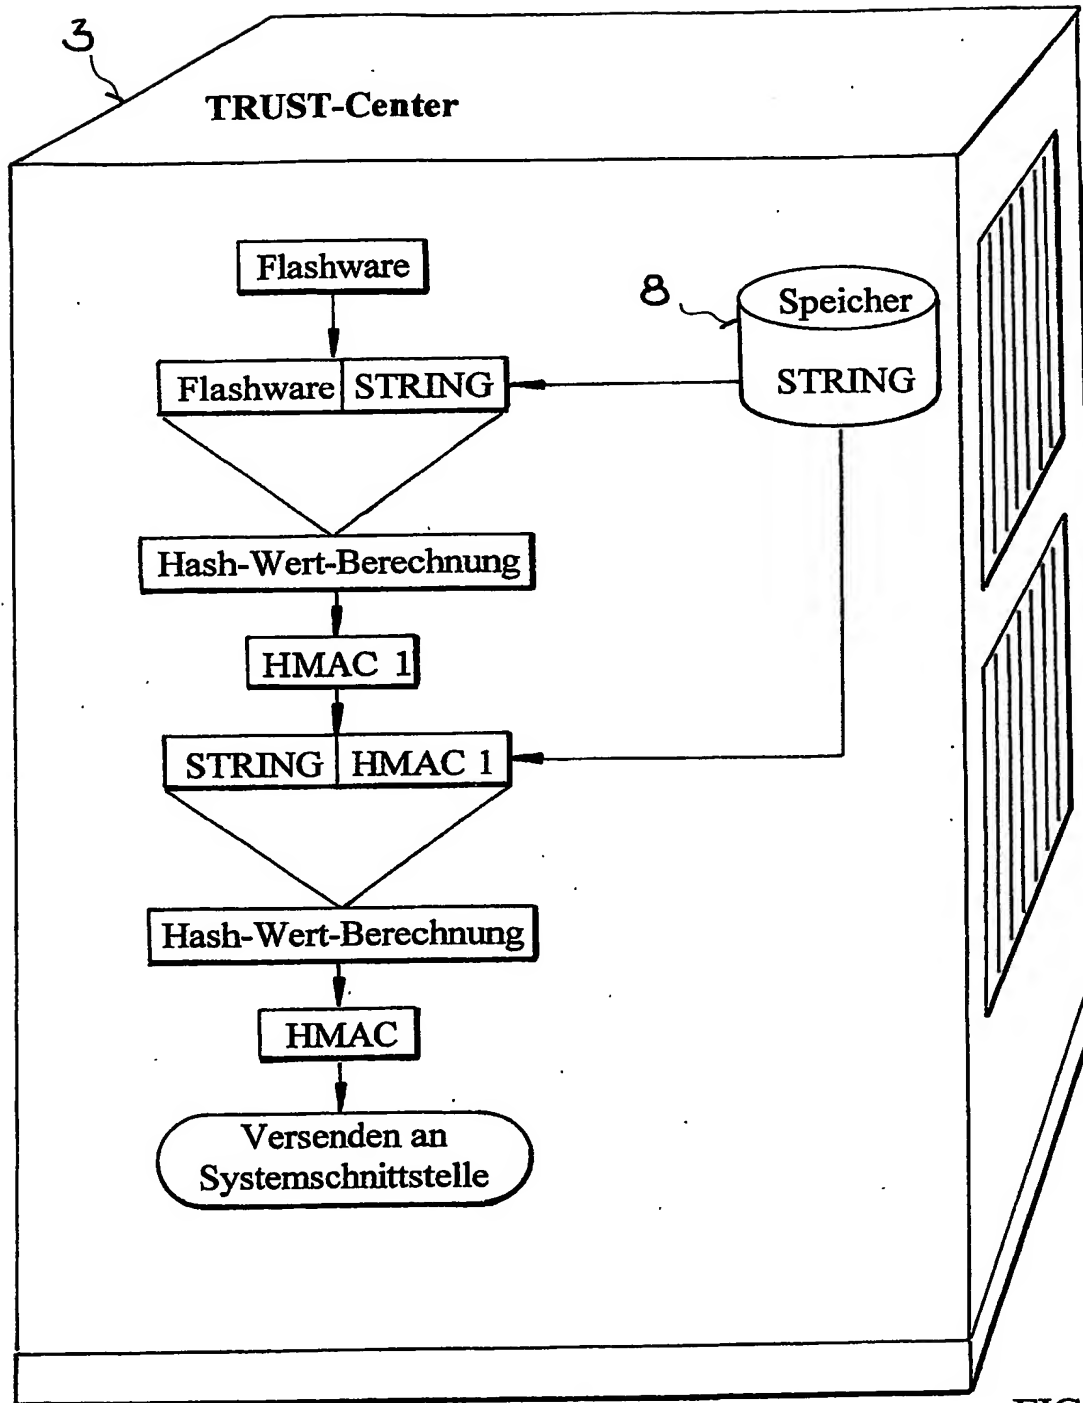 3
TRUST-Center
Flashware
8
Speicher
STRING
Flashware STRING
Hash-Wert-Berechnung
HMAC 1
STRING HMAC 1
Hash-Wert-Berechnung
HMAC
Versenden an
Systemschnittstelle
FIG